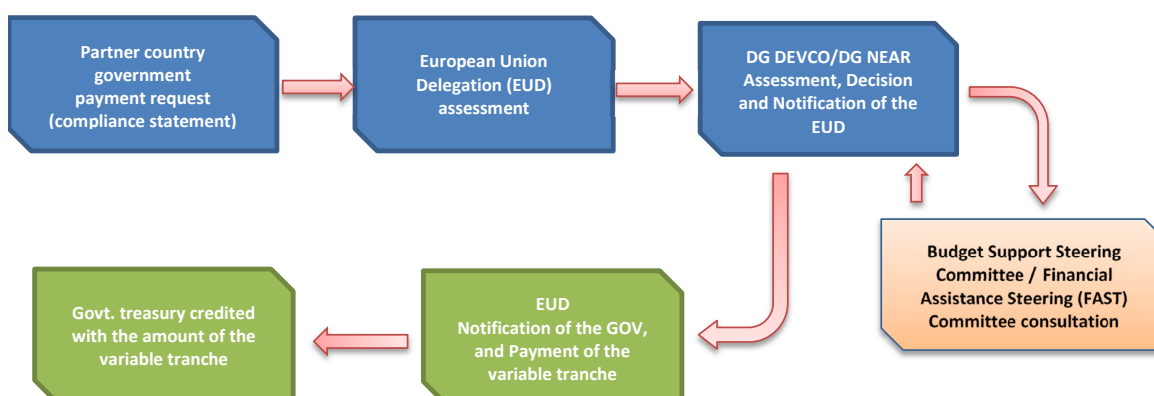 Partner country
government
payment request
(compliance statement)
European Union
Delegation (EUD)
assessment
DG DEVCO/DG NEAR
Assessment, Decision
and Notification of the
EUD
Budget Support Steering
Committee / Financial
Assistance Steering (FAST)
Committee consultation
EUD
Notification of the GOV,
and Payment of the
variable tranche
Govt. treasury credited
with the amount of the
variable tranche